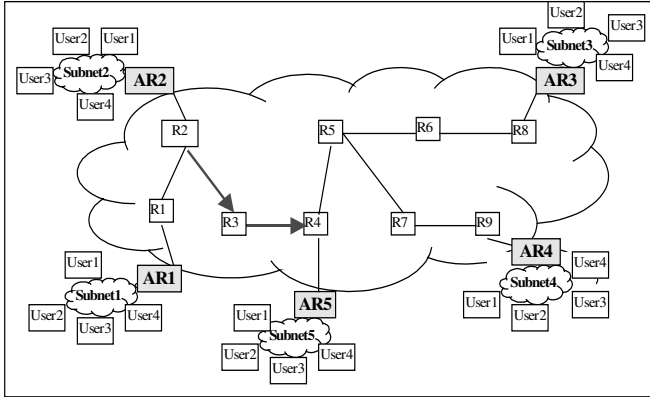 User2
User1
Subnet2
User3
AR2
User4
User2
User1
User3
Subnet3
User4
AR3
R2
R5
R6
R8
R1
R3
R4
R7
R9
User1
AR1
Subnet1
User2
User3
User4
AR5
User1
Subnet5
User2
User3
User4
AR4
User4
Subnet4
User1
User2
User3